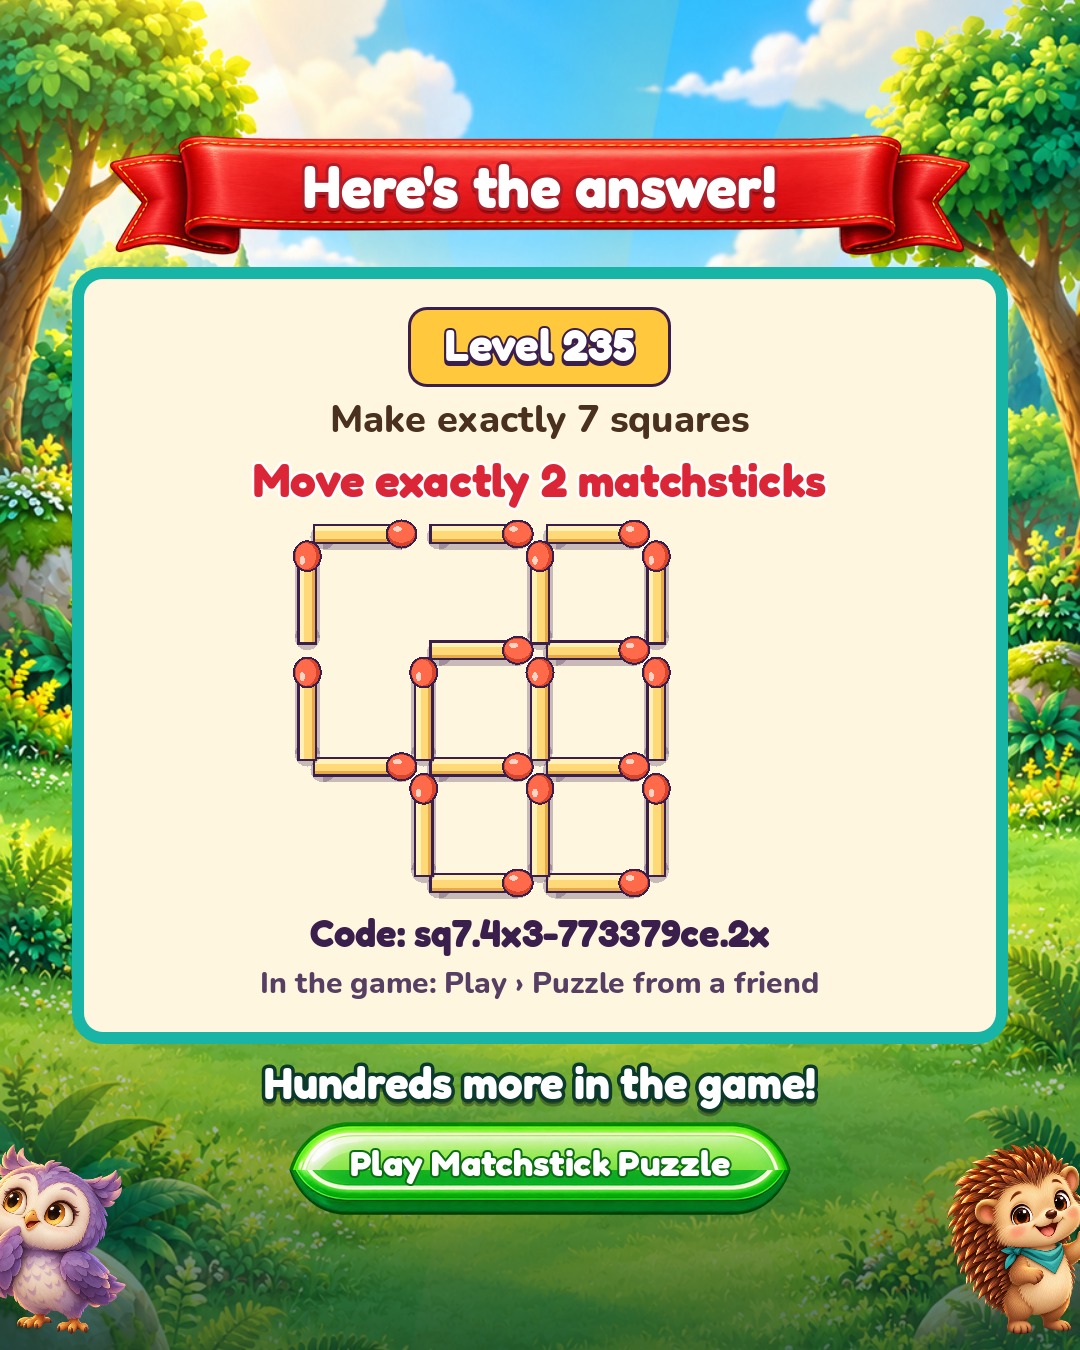 Here's the answer!
Level 235
Make exactly 7 squares
Move exactly 2 matchsticks
Code: sq7.4x3-773379ce.2x
In the game: Play › Puzzle from a friend
Hundreds more in the game!
Play Matchstick Puzzle